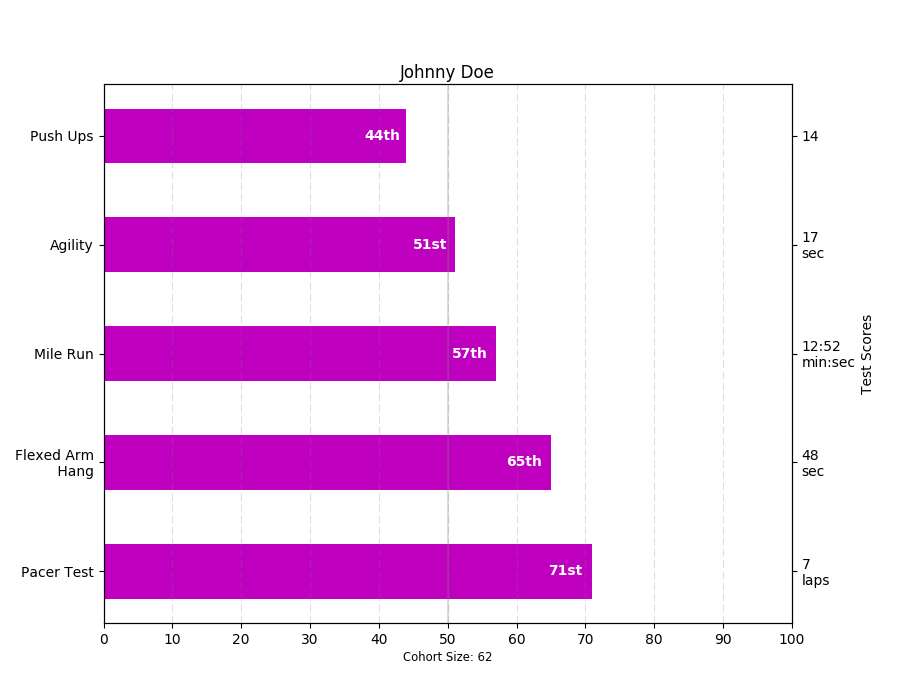 Johnny Doe
Push Ups
44th
14
Agility
51st
17
sec
Mile Run
57th
12:52
min:sec
Test Scores
Flexed Arm
Hang
65th
48
sec
Pacer Test
71st
7
laps
0 10 20 30 40 50 60 70 80 90 100
Cohort Size: 62